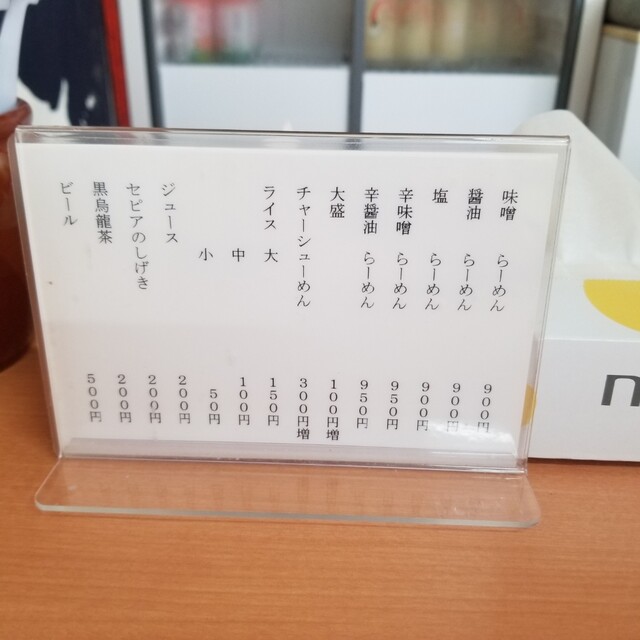 味噌　らーめん　900円
醤油　らーめん　900円
塩　らーめん　900円
辛味噌　らーめん　950円
辛醤油　らーめん　950円
大盛　100円増
チャーシューめん　300円増
ライス　大　150円
中　100円
小　50円
ジュース　200円
セピアのしげき　200円
黒烏龍茶　200円
ビール　500円